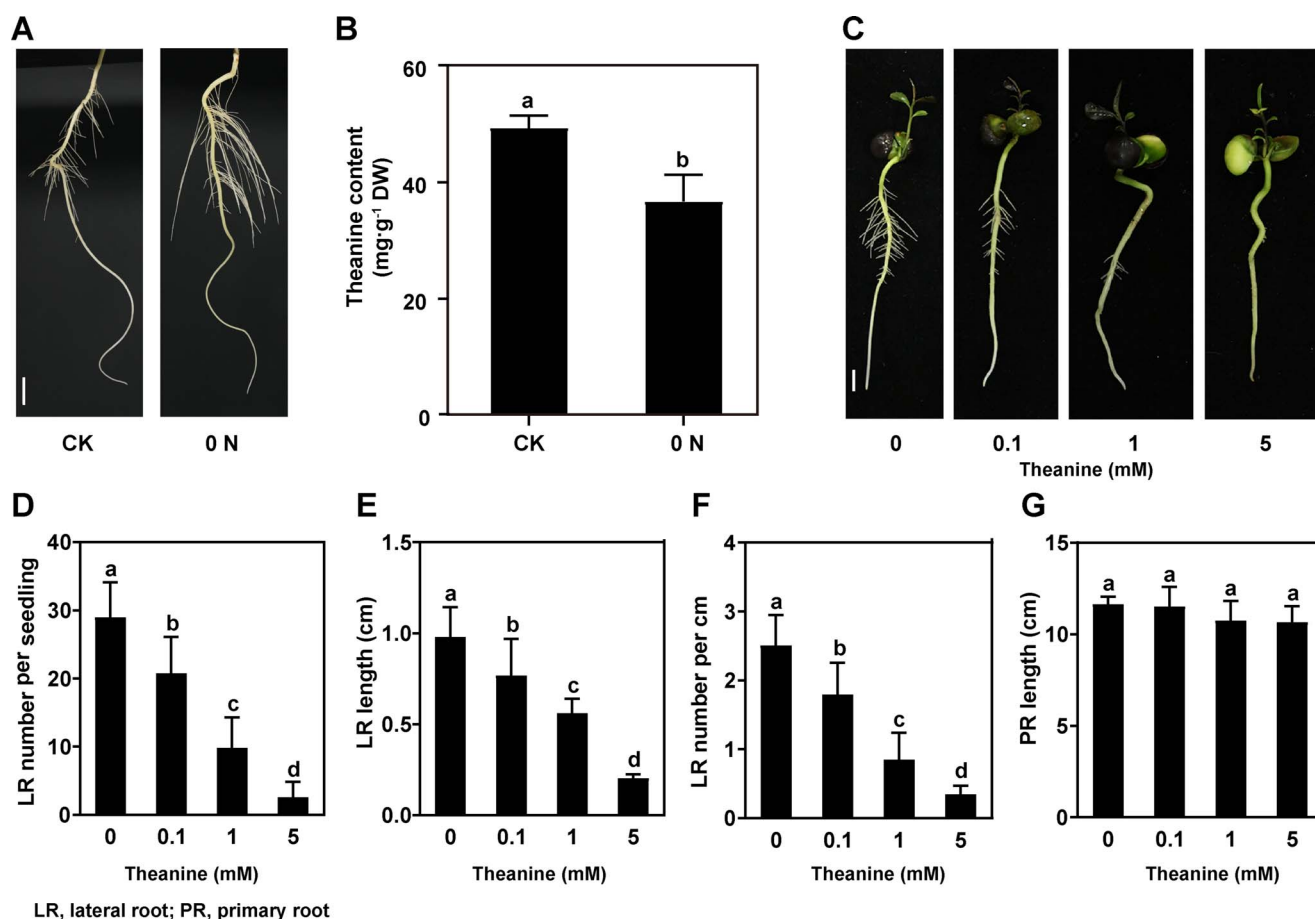 A
CK
0 N
B
Theanine content
(mg·g⁻¹ DW)
60
40
20
0
a
b
CK
0 N
C
0
0.1
1
5
Theanine (mM)
D
LR number per seedling
40
30
20
10
0
a
b
c
d
0
0.1
1
5
Theanine (mM)
E
LR length (cm)
1.5
1.0
0.5
0.0
a
b
c
d
0
0.1
1
5
Theanine (mM)
F
LR number per cm
4
3
2
1
0
a
b
c
d
0
0.1
1
5
Theanine (mM)
G
PR length (cm)
15
10
5
0
a
a
a
a
0
0.1
1
5
Theanine (mM)
LR, lateral root; PR, primary root